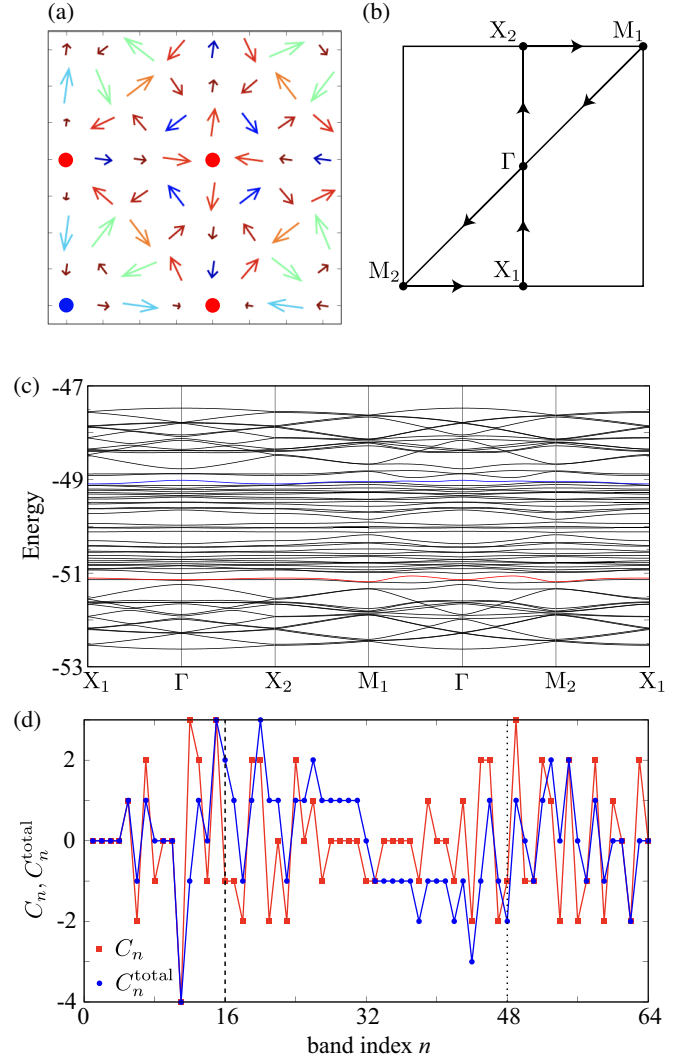 (a)
(b)
X₂
M₁
Γ
M₂
X₁
(c)
-47
-49
-51
-53
Energy
X₁ Γ X₂ M₁ Γ M₂ X₁
(d)
2
0
-2
-4
Cₙ, Cₙᵗᵒᵗᵃˡ
Cₙ
Cₙᵗᵒᵗᵃˡ
0 16 32 48 64
band index n